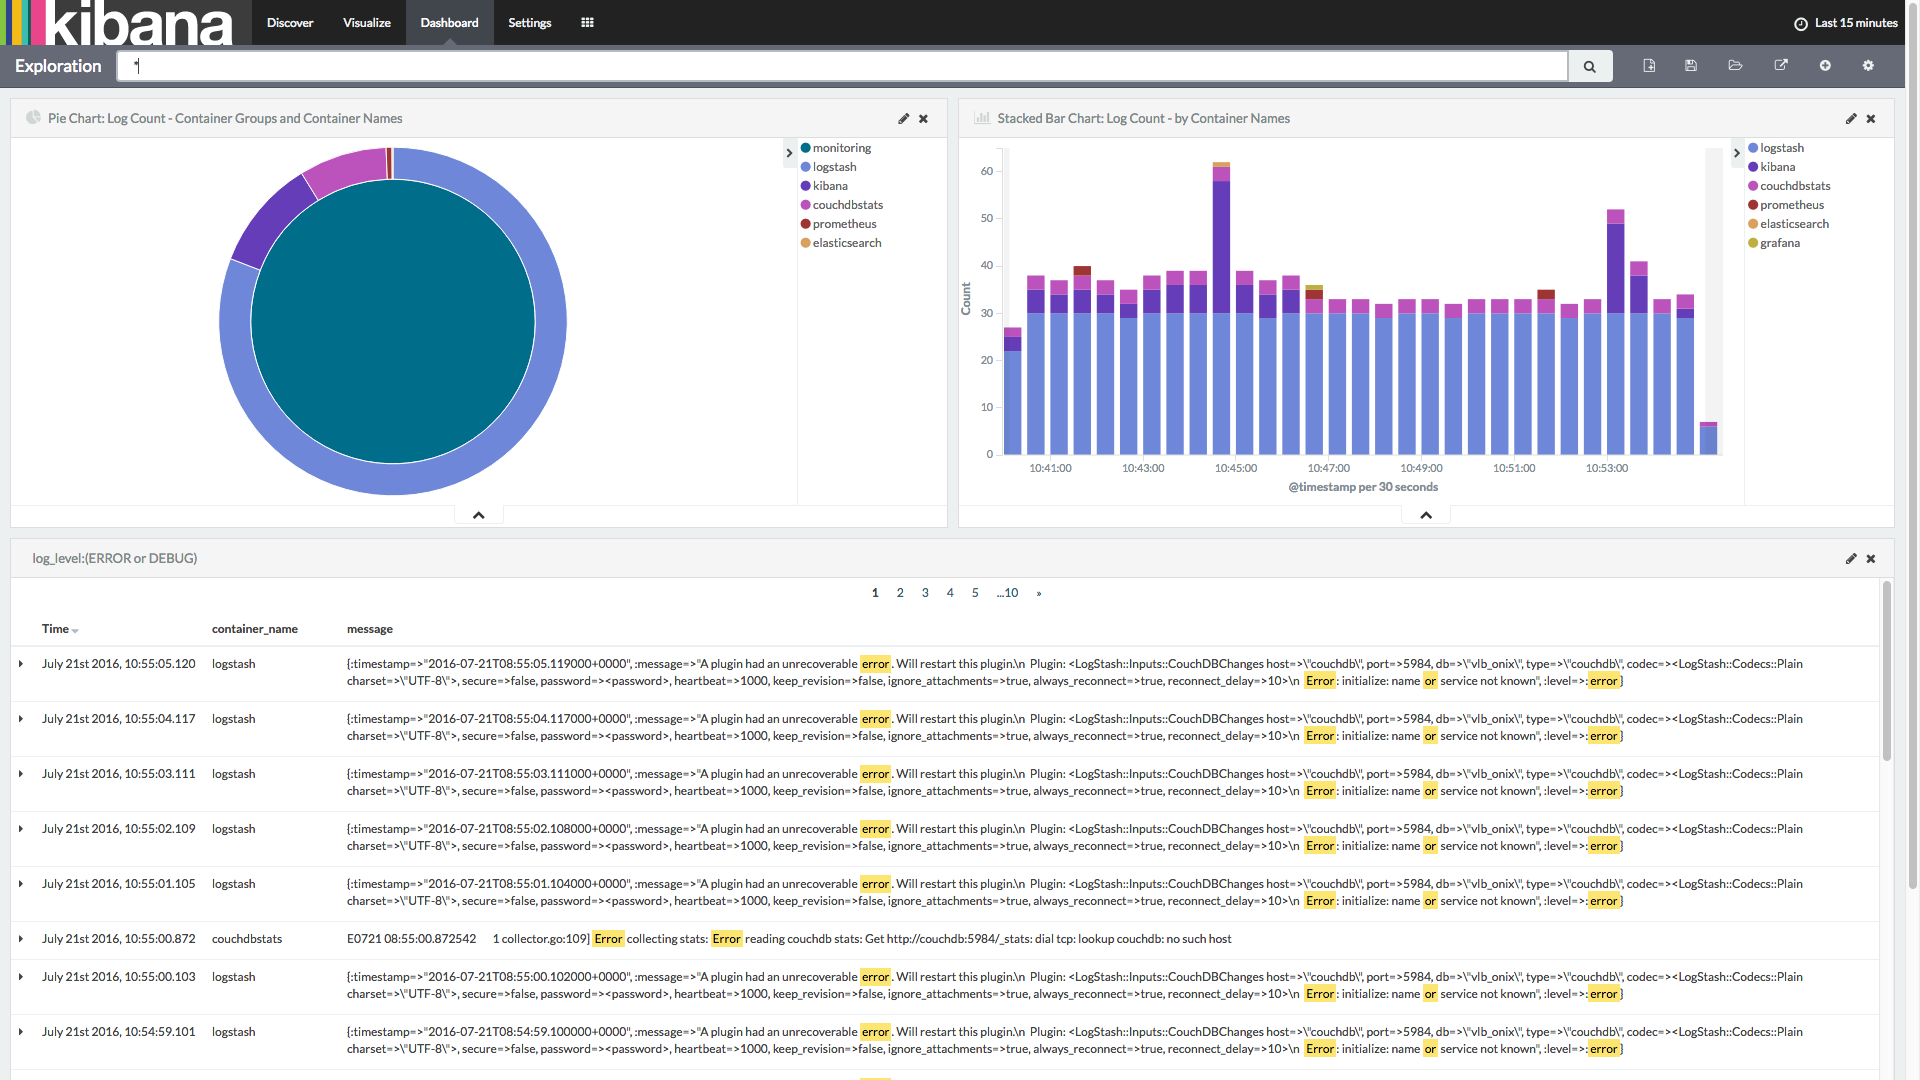 kibana
Discover
Visualize
Dashboard
Settings
Last 15 minutes
Exploration
*
Pie Chart: Log Count - Container Groups and Container Names
monitoring
logstash
kibana
couchdbstats
prometheus
elasticsearch
Stacked Bar Chart: Log Count - by Container Names
60
50
40
30
20
10
0
Count
10:41:00
10:43:00
10:45:00
10:47:00
10:49:00
10:51:00
10:53:00
@timestamp per 30 seconds
logstash
kibana
couchdbstats
prometheus
elasticsearch
grafana
log_level:(ERROR or DEBUG)
1 2 3 4 5 ...10 »
Time container_name message
July 21st 2016, 10:55:05.120 logstash {:timestamp=>"2016-07-21T08:55:05.119000+0000", :message=>"A plugin had an unrecoverable error. Will restart this plugin.\n Plugin: <LogStash::Inputs::CouchDBChanges host=>\"couchdb\", port=>5984, db=>\"vlb_onix\", type=>\"couchdb\", codec=><LogStash::Codecs::Plain
charset=>\"UTF-8\">, secure=>false, password=><password>, heartbeat=>1000, keep_revision=>false, ignore_attachments=>true, always_reconnect=>true, reconnect_delay=>10>\n Error: initialize: name or service not known", :level=>:error}
July 21st 2016, 10:55:04.117 logstash {:timestamp=>"2016-07-21T08:55:04.117000+0000", :message=>"A plugin had an unrecoverable error. Will restart this plugin.\n Plugin: <LogStash::Inputs::CouchDBChanges host=>\"couchdb\", port=>5984, db=>\"vlb_onix\", type=>\"couchdb\", codec=><LogStash::Codecs::Plain
charset=>\"UTF-8\">, secure=>false, password=><password>, heartbeat=>1000, keep_revision=>false, ignore_attachments=>true, always_reconnect=>true, reconnect_delay=>10>\n Error: initialize: name or service not known", :level=>:error}
July 21st 2016, 10:55:03.111 logstash {:timestamp=>"2016-07-21T08:55:03.111000+0000", :message=>"A plugin had an unrecoverable error. Will restart this plugin.\n Plugin: <LogStash::Inputs::CouchDBChanges host=>\"couchdb\", port=>5984, db=>\"vlb_onix\", type=>\"couchdb\", codec=><LogStash::Codecs::Plain
charset=>\"UTF-8\">, secure=>false, password=><password>, heartbeat=>1000, keep_revision=>false, ignore_attachments=>true, always_reconnect=>true, reconnect_delay=>10>\n Error: initialize: name or service not known", :level=>:error}
July 21st 2016, 10:55:02.109 logstash {:timestamp=>"2016-07-21T08:55:02.108000+0000", :message=>"A plugin had an unrecoverable error. Will restart this plugin.\n Plugin: <LogStash::Inputs::CouchDBChanges host=>\"couchdb\", port=>5984, db=>\"vlb_onix\", type=>\"couchdb\", codec=><LogStash::Codecs::Plain
charset=>\"UTF-8\">, secure=>false, password=><password>, heartbeat=>1000, keep_revision=>false, ignore_attachments=>true, always_reconnect=>true, reconnect_delay=>10>\n Error: initialize: name or service not known", :level=>:error}
July 21st 2016, 10:55:01.105 logstash {:timestamp=>"2016-07-21T08:55:01.104000+0000", :message=>"A plugin had an unrecoverable error. Will restart this plugin.\n Plugin: <LogStash::Inputs::CouchDBChanges host=>\"couchdb\", port=>5984, db=>\"vlb_onix\", type=>\"couchdb\", codec=><LogStash::Codecs::Plain
charset=>\"UTF-8\">, secure=>false, password=><password>, heartbeat=>1000, keep_revision=>false, ignore_attachments=>true, always_reconnect=>true, reconnect_delay=>10>\n Error: initialize: name or service not known", :level=>:error}
July 21st 2016, 10:55:00.872 couchdbstats E0721 08:55:00.872542 1 collector.go:109] Error collecting stats: Error reading couchdb stats: Get http://couchdb:5984/_stats: dial tcp: lookup couchdb: no such host
July 21st 2016, 10:55:00.103 logstash {:timestamp=>"2016-07-21T08:55:00.102000+0000", :message=>"A plugin had an unrecoverable error. Will restart this plugin.\n Plugin: <LogStash::Inputs::CouchDBChanges host=>\"couchdb\", port=>5984, db=>\"vlb_onix\", type=>\"couchdb\", codec=><LogStash::Codecs::Plain
charset=>\"UTF-8\">, secure=>false, password=><password>, heartbeat=>1000, keep_revision=>false, ignore_attachments=>true, always_reconnect=>true, reconnect_delay=>10>\n Error: initialize: name or service not known", :level=>:error}
July 21st 2016, 10:54:59.101 logstash {:timestamp=>"2016-07-21T08:54:59.100000+0000", :message=>"A plugin had an unrecoverable error. Will restart this plugin.\n Plugin: <LogStash::Inputs::CouchDBChanges host=>\"couchdb\", port=>5984, db=>\"vlb_onix\", type=>\"couchdb\", codec=><LogStash::Codecs::Plain
charset=>\"UTF-8\">, secure=>false, password=><password>, heartbeat=>1000, keep_revision=>false, ignore_attachments=>true, always_reconnect=>true, reconnect_delay=>10>\n Error: initialize: name or service not known", :level=>:error}